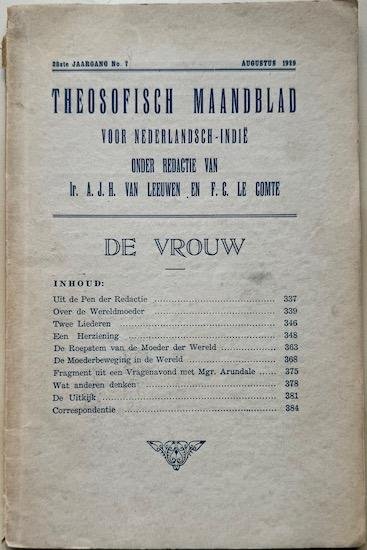 28ste JAARGANG No. 7 AUGUSTUS 1929
THEOSOFISCH MAANDBLAD
VOOR NEDERLANDSCH-INDIË
ONDER REDACTIE VAN
Ir. A. J. H. VAN LEEUWEN EN F. C. LE COMTE
DE VROUW
INHOUD:
Uit de Pen der Redactie ........................ 337
Over de Wereldmoeder ........................ 339
Twee Liederen ........................ 346
Een Herziening ........................ 348
De Roepstem van de Moeder der Wereld ............ 363
De Moederbeweging in de Wereld ............ 368
Fragment uit een Vragenavond met Mgr. Arundale ...... 375
Wat anderen denken ........................ 378
De Uitkijk ........................ 381
Correspondentie ........................ 384